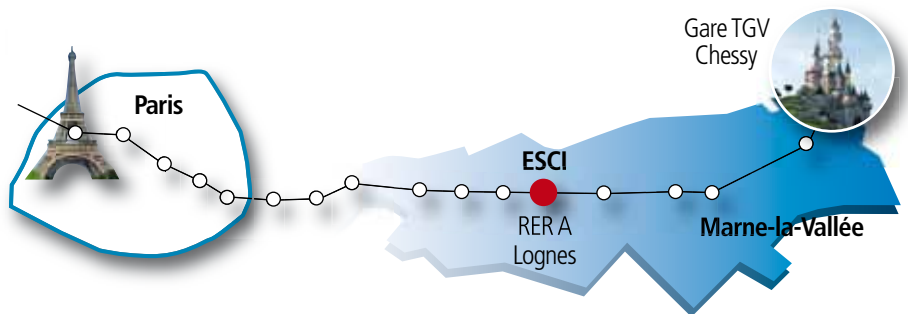 Gare TGV
Chessy
Paris
ESCI
RER A
Lognes
Marne-la-Vallée